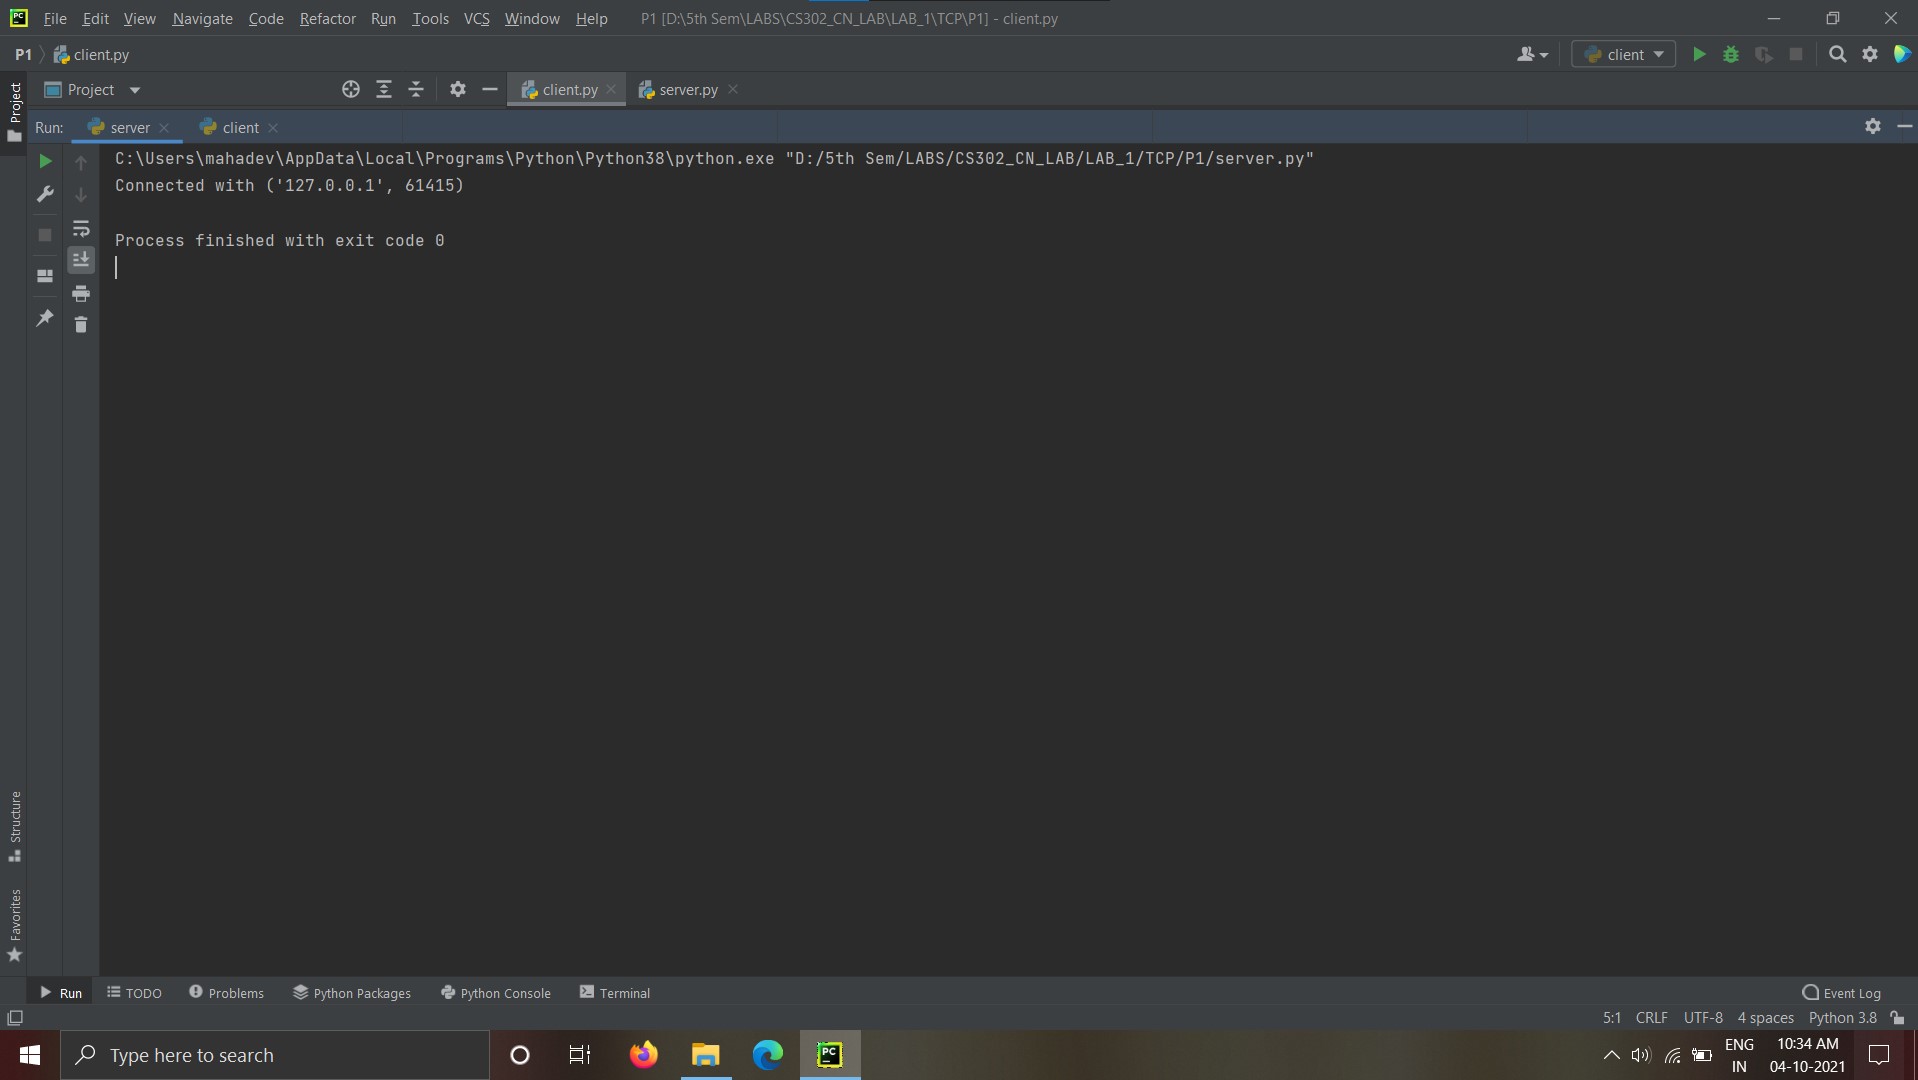 PC File Edit View Navigate Code Refactor Run Tools VCS Window Help P1 [D:\5th Sem\LABS\CS302_CN_LAB\LAB_1\TCP\P1] - client.py
P1 client.py client
Project Project client.py server.py
Run: server client
C:\Users\mahadev\AppData\Local\Programs\Python\Python38\python.exe "D:/5th Sem/LABS/CS302_CN_LAB/LAB_1/TCP/P1/server.py"
Connected with ('127.0.0.1', 61415)
Process finished with exit code 0
Structure
Favorites
Run TODO Problems Python Packages Python Console Terminal Event Log
5:1 CRLF UTF-8 4 spaces Python 3.8
Type here to search PC ENG 10:34 AM
IN 04-10-2021